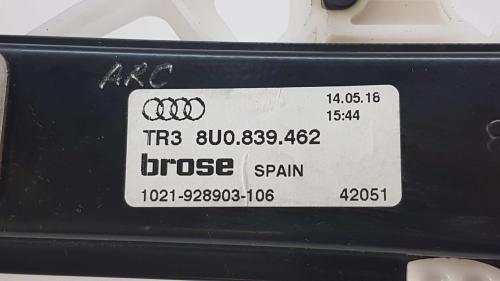 ARC
14.05.16
15:44
TR3 8U0.839.462
brose SPAIN
1021-928903-106 42051